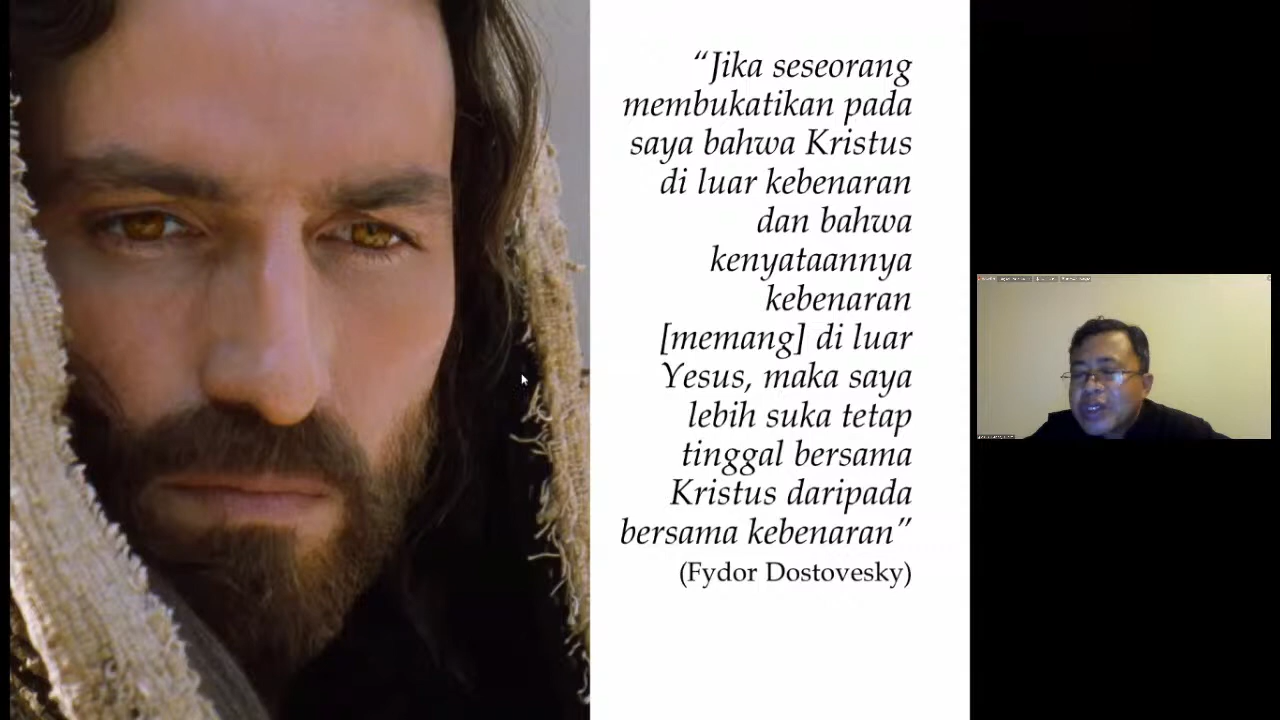 “Jika seseorang
membukatikan pada
saya bahwa Kristus
di luar kebenaran
dan bahwa
kenyataannya
kebenaran
[memang] di luar
Yesus, maka saya
lebih suka tetap
tinggal bersama
Kristus daripada
bersama kebenaran”
(Fydor Dostovesky)